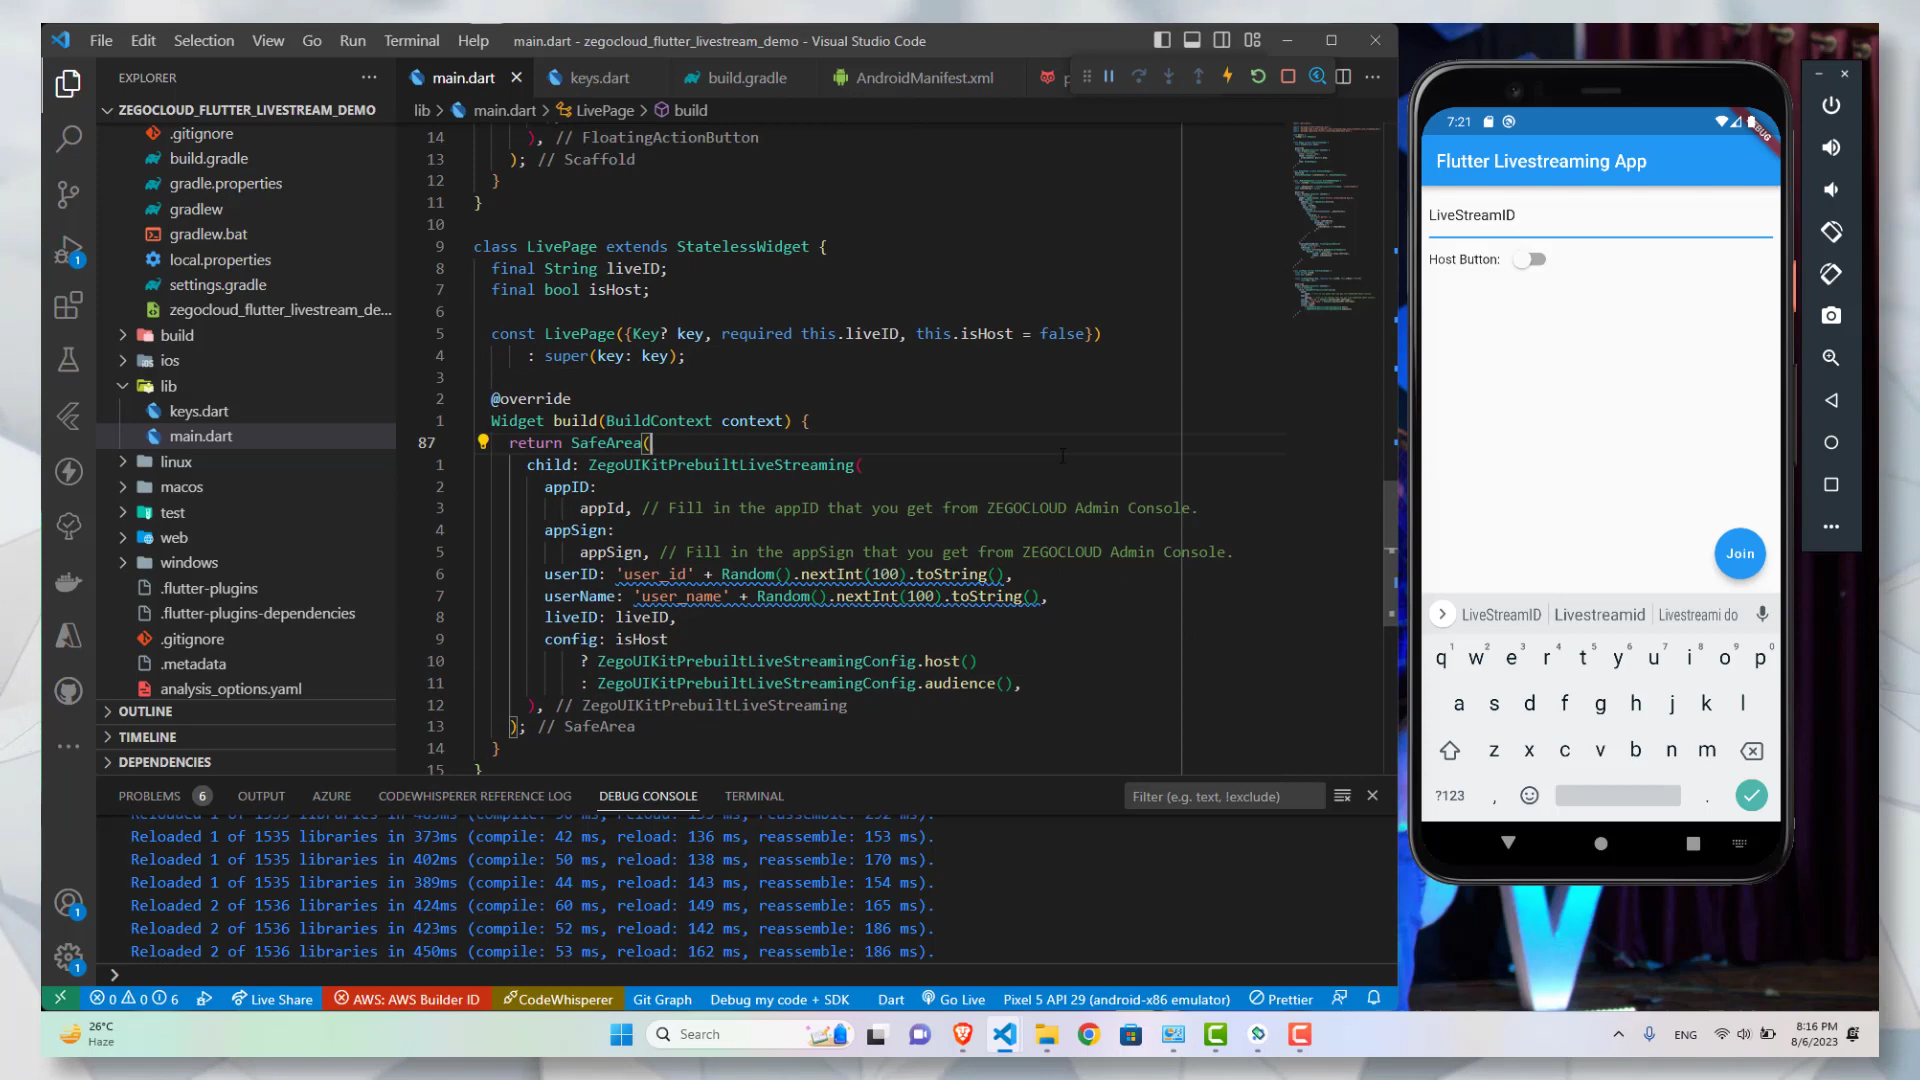 File Edit Selection View Go Run Terminal Help main.dart - zegocloud_flutter_livestream_demo - Visual Studio Code
EXPLORER
main.dart keys.dart build.gradle AndroidManifest.xml
lib > main.dart > LivePage > build
ZEGOCLOUD_FLUTTER_LIVESTREAM_DEMO
.gitignore
build.gradle
gradle.properties
gradlew
gradlew.bat
local.properties
settings.gradle
zegocloud_flutter_livestream_de...
build
ios
lib
keys.dart
main.dart
linux
macos
test
web
windows
.flutter-plugins
.flutter-plugins-dependencies
.gitignore
.metadata
analysis_options.yaml
OUTLINE
TIMELINE
DEPENDENCIES
1
1
1
14 ), // FloatingActionButton
13 ); // Scaffold
12 }
11 }
10
9 class LivePage extends StatelessWidget {
8 final String liveID;
7 final bool isHost;
6
5 const LivePage({Key? key, required this.liveID, this.isHost = false})
4 : super(key: key);
3
2 @override
1 Widget build(BuildContext context) {
87 return SafeArea(
1 child: ZegoUIKitPrebuiltLiveStreaming(
2 appID:
3 appId, // Fill in the appID that you get from ZEGOCLOUD Admin Console.
4 appSign:
5 appSign, // Fill in the appSign that you get from ZEGOCLOUD Admin Console.
6 userID: 'user_id' + Random().nextInt(100).toString(),
7 userName: 'user_name' + Random().nextInt(100).toString(),
8 liveID: liveID,
9 config: isHost
10 ? ZegoUIKitPrebuiltLiveStreamingConfig.host()
11 : ZegoUIKitPrebuiltLiveStreamingConfig.audience(),
12 ), // ZegoUIKitPrebuiltLiveStreaming
13 ); // SafeArea
14 }
15 }
PROBLEMS 6 OUTPUT AZURE CODEWHISPERER REFERENCE LOG DEBUG CONSOLE TERMINAL Filter (e.g. text, !exclude)
Reloaded 1 of 1535 libraries in 373ms (compile: 42 ms, reload: 136 ms, reassemble: 153 ms).
Reloaded 1 of 1535 libraries in 402ms (compile: 50 ms, reload: 138 ms, reassemble: 170 ms).
Reloaded 1 of 1535 libraries in 389ms (compile: 44 ms, reload: 143 ms, reassemble: 154 ms).
Reloaded 2 of 1536 libraries in 424ms (compile: 60 ms, reload: 149 ms, reassemble: 165 ms).
Reloaded 2 of 1536 libraries in 423ms (compile: 52 ms, reload: 142 ms, reassemble: 186 ms).
Reloaded 2 of 1536 libraries in 450ms (compile: 53 ms, reload: 162 ms, reassemble: 186 ms).
0 0 6 Live Share AWS: AWS Builder ID CodeWhisperer Git Graph Debug my code + SDK Dart Go Live Pixel 5 API 29 (android-x86 emulator) Prettier
7:21
Flutter Livestreaming App
LiveStreamID
Host Button:
Join
LiveStreamID Livestreamid Livestreami do
q1 w2 e3 r4 t5 y6 u7 i8 o9 p0
a s d f g h j k l
z x c v b n m
?123 , .
26°C
Haze
Search
ENG
8:16 PM
8/6/2023